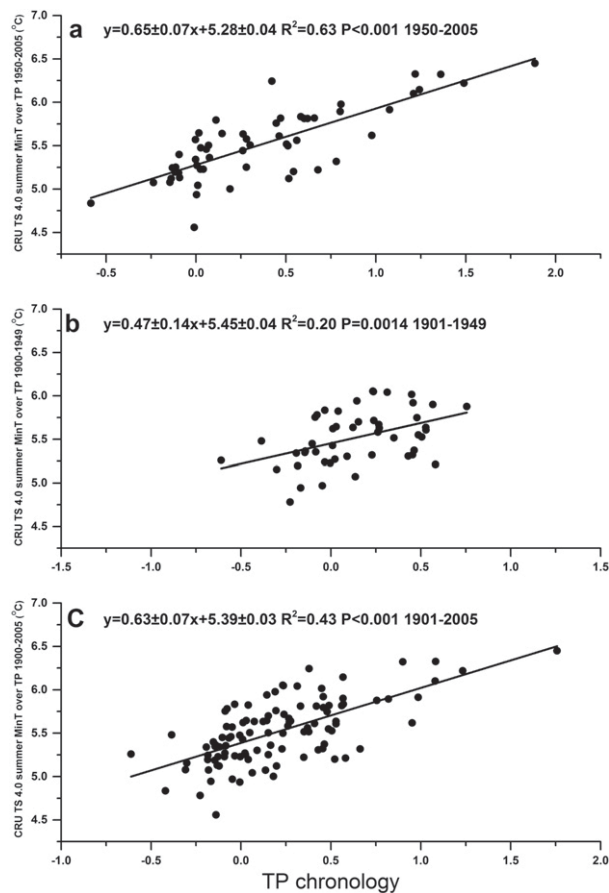 a y=0.65±0.07x+5.28±0.04 R²=0.63 P<0.001 1950-2005
CRU TS 4.0 summer MinT over TP 1950-2005 (°C)
7.0
6.5
6.0
5.5
5.0
4.5
-0.5 0.0 0.5 1.0 1.5 2.0
b y=0.47±0.14x+5.45±0.04 R²=0.20 P=0.0014 1901-1949
CRU TS 4.0 summer MinT over TP 1900-1949 (°C)
7.0
6.5
6.0
5.5
5.0
4.5
-1.5 -1.0 -0.5 0.0 0.5 1.0 1.5
C y=0.63±0.07x+5.39±0.03 R²=0.43 P<0.001 1901-2005
CRU TS 4.0 summer MinT over TP 1900-2005 (°C)
7.0
6.5
6.0
5.5
5.0
4.5
-1.0 -0.5 0.0 0.5 1.0 1.5 2.0
TP chronology